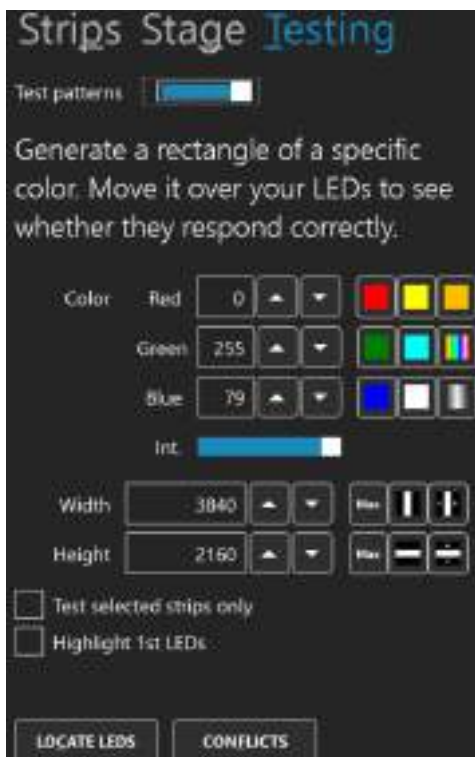 Strips Stage Testing
Test patterns
Generate a rectangle of a specific
color. Move it over your LEDs to see
whether they respond correctly.
Color Red 0
Green 255
Blue 79
Int.
Width 3840 Max
Height 2160 Max
Test selected strips only
Highlight 1st LEDs
LOCATE LEDS CONFLICTS